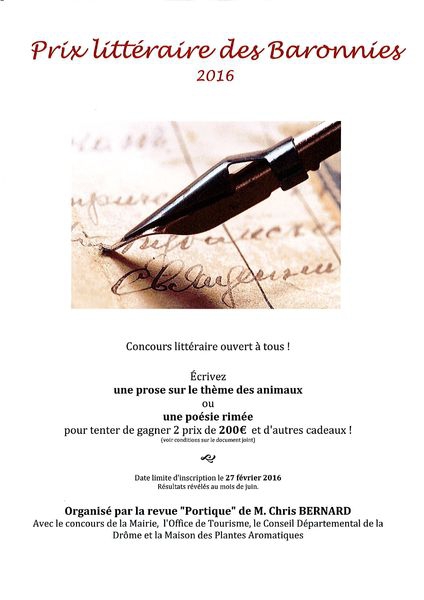 Prix littéraire des Baronnies
2016
Concours littéraire ouvert à tous !
Écrivez
une prose sur le thème des animaux
ou
une poésie rimée
pour tenter de gagner 2 prix de 200€ et d'autres cadeaux !
(voir conditions sur le document joint)
Date limite d'inscription le 27 février 2016
Résultats révélés au mois de juin.
Organisé par la revue "Portique" de M. Chris BERNARD
Avec le concours de la Mairie, l'Office de Tourisme, le Conseil Départemental de la
Drôme et la Maison des Plantes Aromatiques